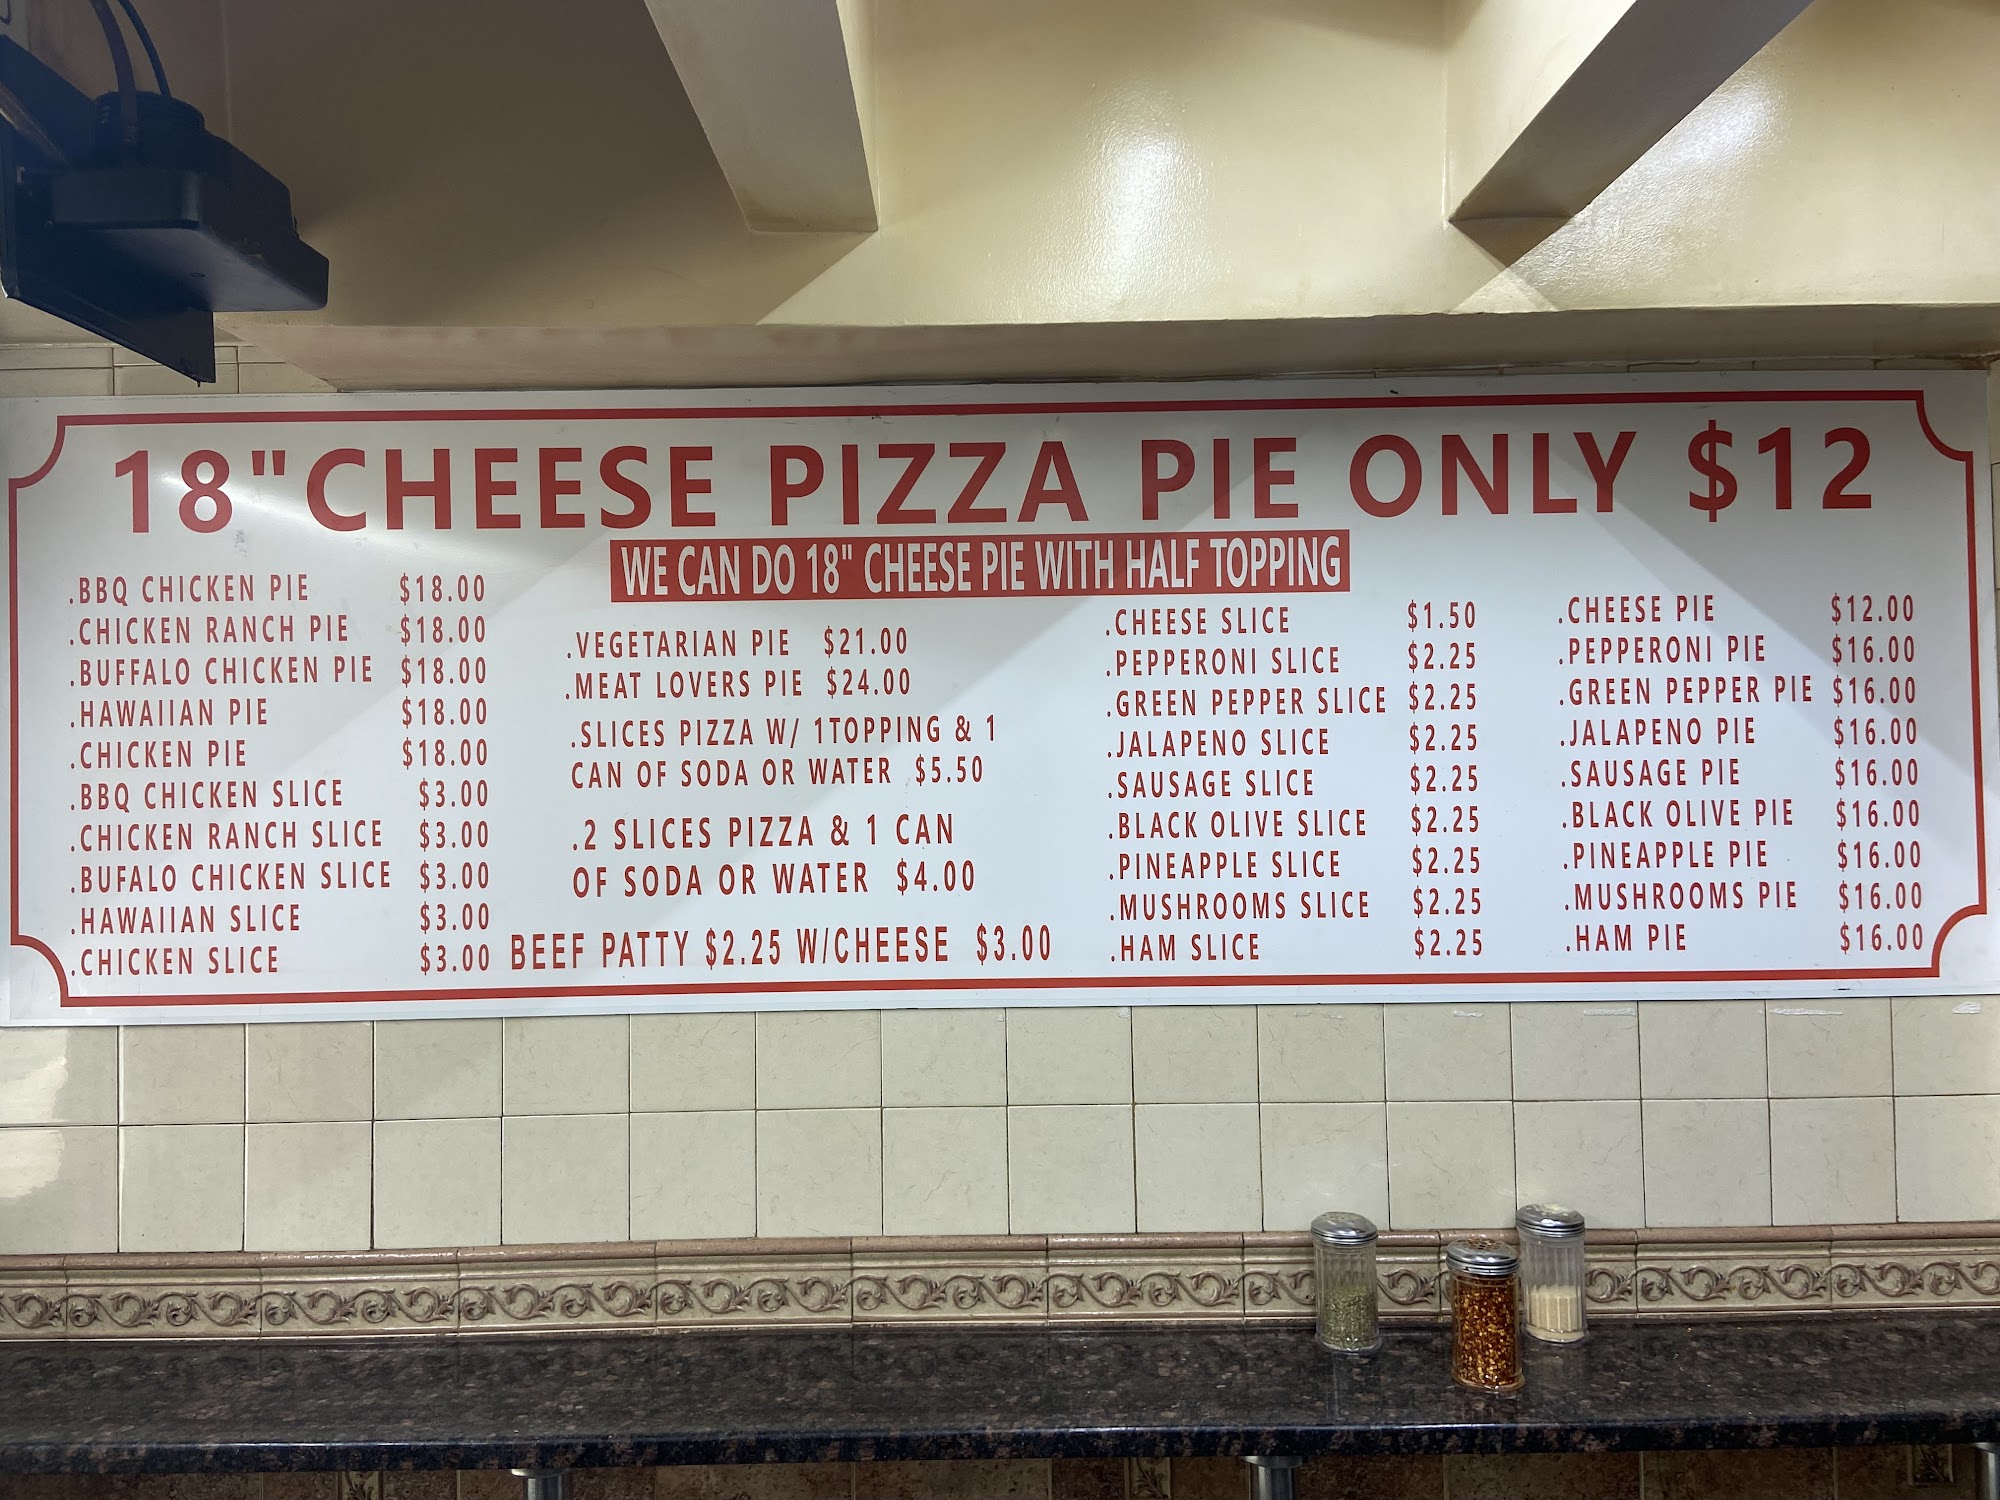 18"CHEESE PIZZA PIE ONLY $12
WE CAN DO 18" CHEESE PIE WITH HALF TOPPING
.BBQ CHICKEN PIE $18.00
.CHICKEN RANCH PIE $18.00
.BUFFALO CHICKEN PIE $18.00
.HAWAIIAN PIE $18.00
.CHICKEN PIE $18.00
.BBQ CHICKEN SLICE $3.00
.CHICKEN RANCH SLICE $3.00
.BUFALO CHICKEN SLICE $3.00
.HAWAIIAN SLICE $3.00
.CHICKEN SLICE $3.00
.VEGETARIAN PIE $21.00
.MEAT LOVERS PIE $24.00
.SLICES PIZZA W/ 1TOPPING & 1
CAN OF SODA OR WATER $5.50
.2 SLICES PIZZA & 1 CAN
OF SODA OR WATER $4.00
BEEF PATTY $2.25 W/CHEESE $3.00
.CHEESE SLICE $1.50
.PEPPERONI SLICE $2.25
.GREEN PEPPER SLICE $2.25
.JALAPENO SLICE $2.25
.SAUSAGE SLICE $2.25
.BLACK OLIVE SLICE $2.25
.PINEAPPLE SLICE $2.25
.MUSHROOMS SLICE $2.25
.HAM SLICE $2.25
.CHEESE PIE $12.00
.PEPPERONI PIE $16.00
.GREEN PEPPER PIE $16.00
.JALAPENO PIE $16.00
.SAUSAGE PIE $16.00
.BLACK OLIVE PIE $16.00
.PINEAPPLE PIE $16.00
.MUSHROOMS PIE $16.00
.HAM PIE $16.00